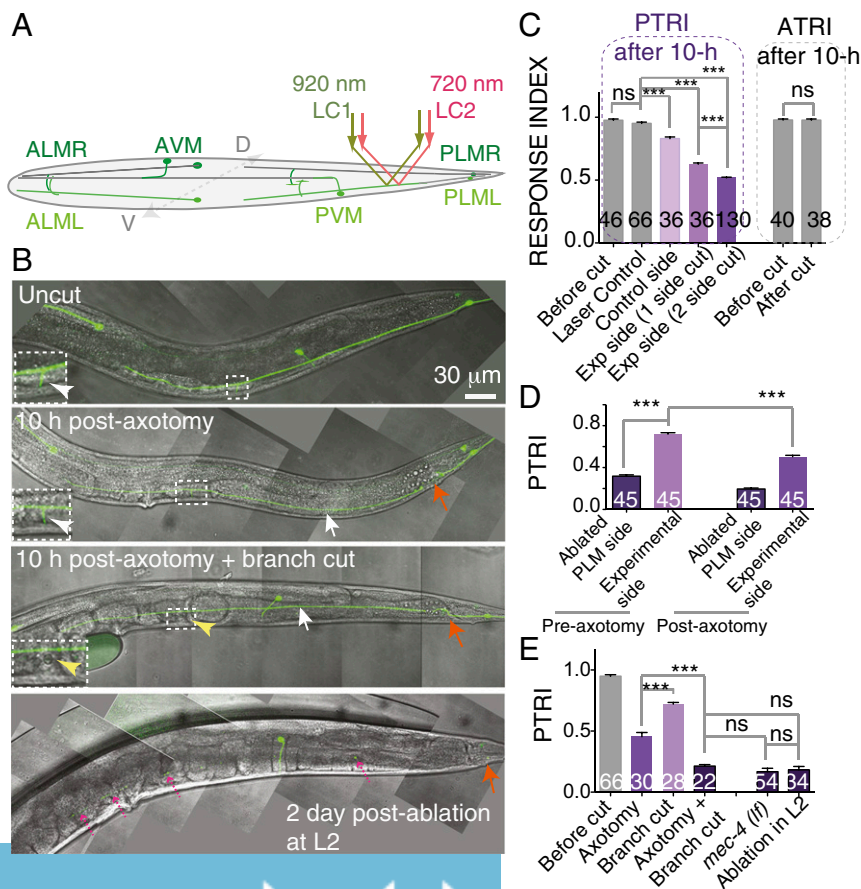 A
920 nm
LC1
720 nm
LC2
ALMR
AVM
D
PLMR
ALML
V
PVM
PLML
B
Uncut
30 μm
10 h post-axotomy
10 h post-axotomy + branch cut
2 day post-ablation
at L2
C
PTRI
after 10-h
ATRI
after 10-h
RESPONSE INDEX
1.0
0.5
0.0
ns
***
***
***
***
ns
46
66
36
36
130
40
38
Before cut
Laser Control
Control side
Exp side (1 side cut)
Exp side (2 side cut)
Before cut
After cut
D
PTRI
0.8
0.4
0
***
***
45
45
45
45
Ablated
PLM side
Experimental
side
Ablated
PLM side
Experimental
side
Pre-axotomy
Post-axotomy
E
PTRI
1.0
0.5
0.0
***
***
ns
ns
ns
66
30
28
22
54
34
Before cut
Axotomy
Branch cut
Axotomy +
Branch cut
mec-4 (lf)
Ablation in L2